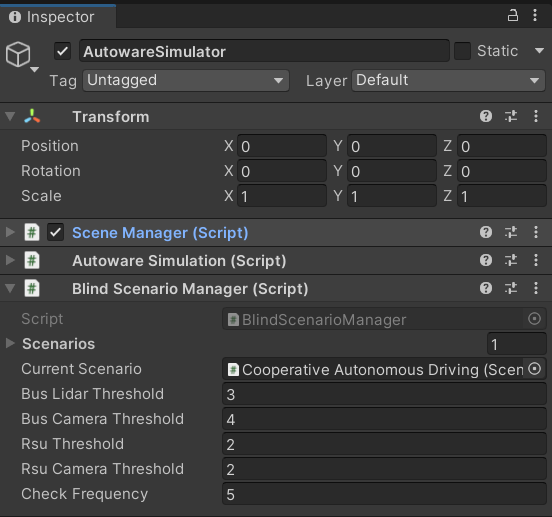 Inspector
AutowareSimulator Static
Tag Untagged Layer Default
Transform
Position X 0 Y 0 Z 0
Rotation X 0 Y 0 Z 0
Scale X 1 Y 1 Z 1
# Scene Manager (Script)
# Autoware Simulation (Script)
# Blind Scenario Manager (Script)
Script # BlindScenarioManager
Scenarios 1
Current Scenario # Cooperative Autonomous Driving (Scen
Bus Lidar Threshold 3
Bus Camera Threshold 4
Rsu Threshold 2
Rsu Camera Threshold 2
Check Frequency 5